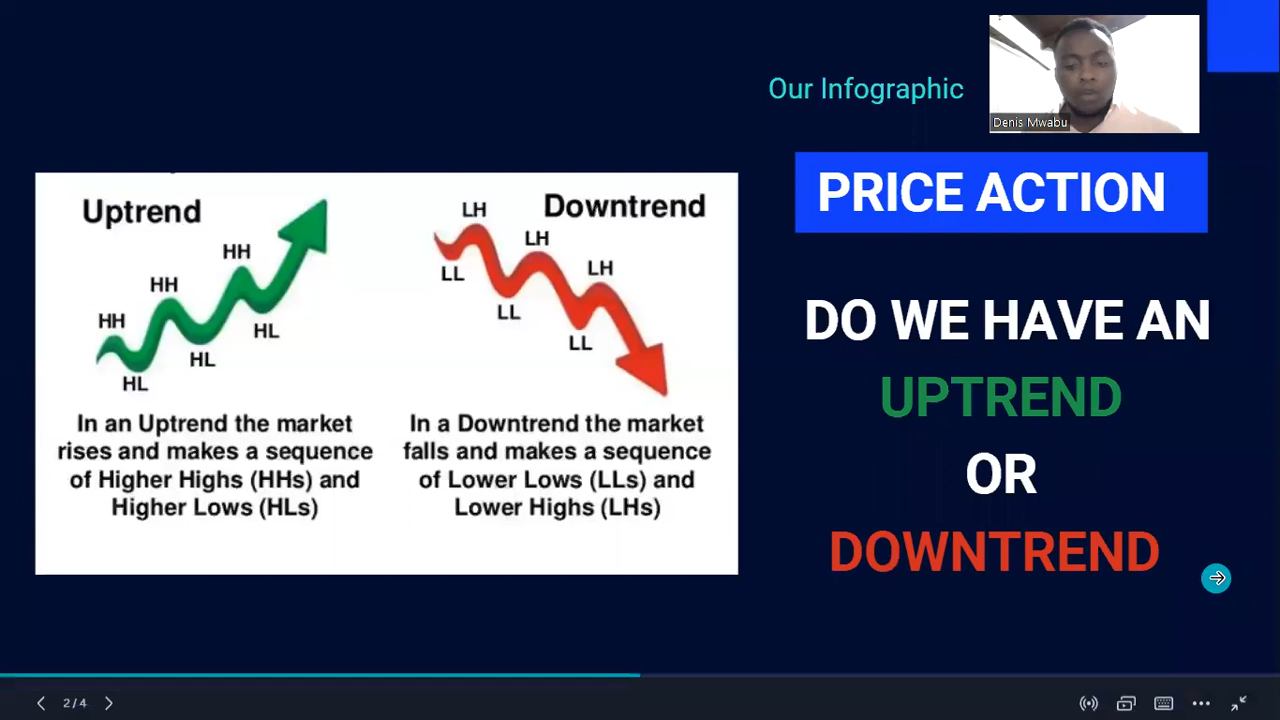 Our Infographic
Denis Mwabu
PRICE ACTION
Uptrend
HH
HH
HH
HL
HL
HL
In an Uptrend the market
rises and makes a sequence
of Higher Highs (HHs) and
Higher Lows (HLs)
Downtrend
LH
LH
LH
LL
LL
LL
In a Downtrend the market
falls and makes a sequence
of Lower Lows (LLs) and
Lower Highs (LHs)
DO WE HAVE AN
UPTREND
OR
DOWNTREND
2/4